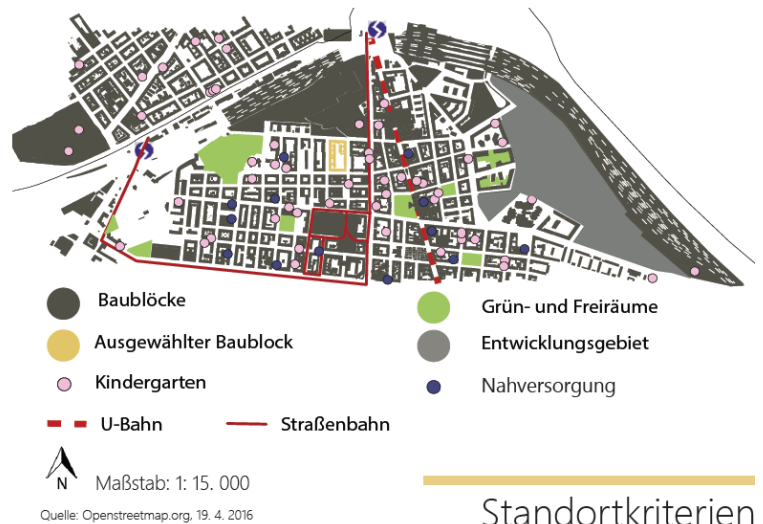 Baublöcke
Ausgewählter Baublock
Kindergarten
U-Bahn
Straßenbahn
Grün- und Freiräume
Entwicklungsgebiet
Nahversorgung
N
Maßstab: 1: 15. 000
Quelle: Openstreetmap.org, 19. 4. 2016
Standortkriterien